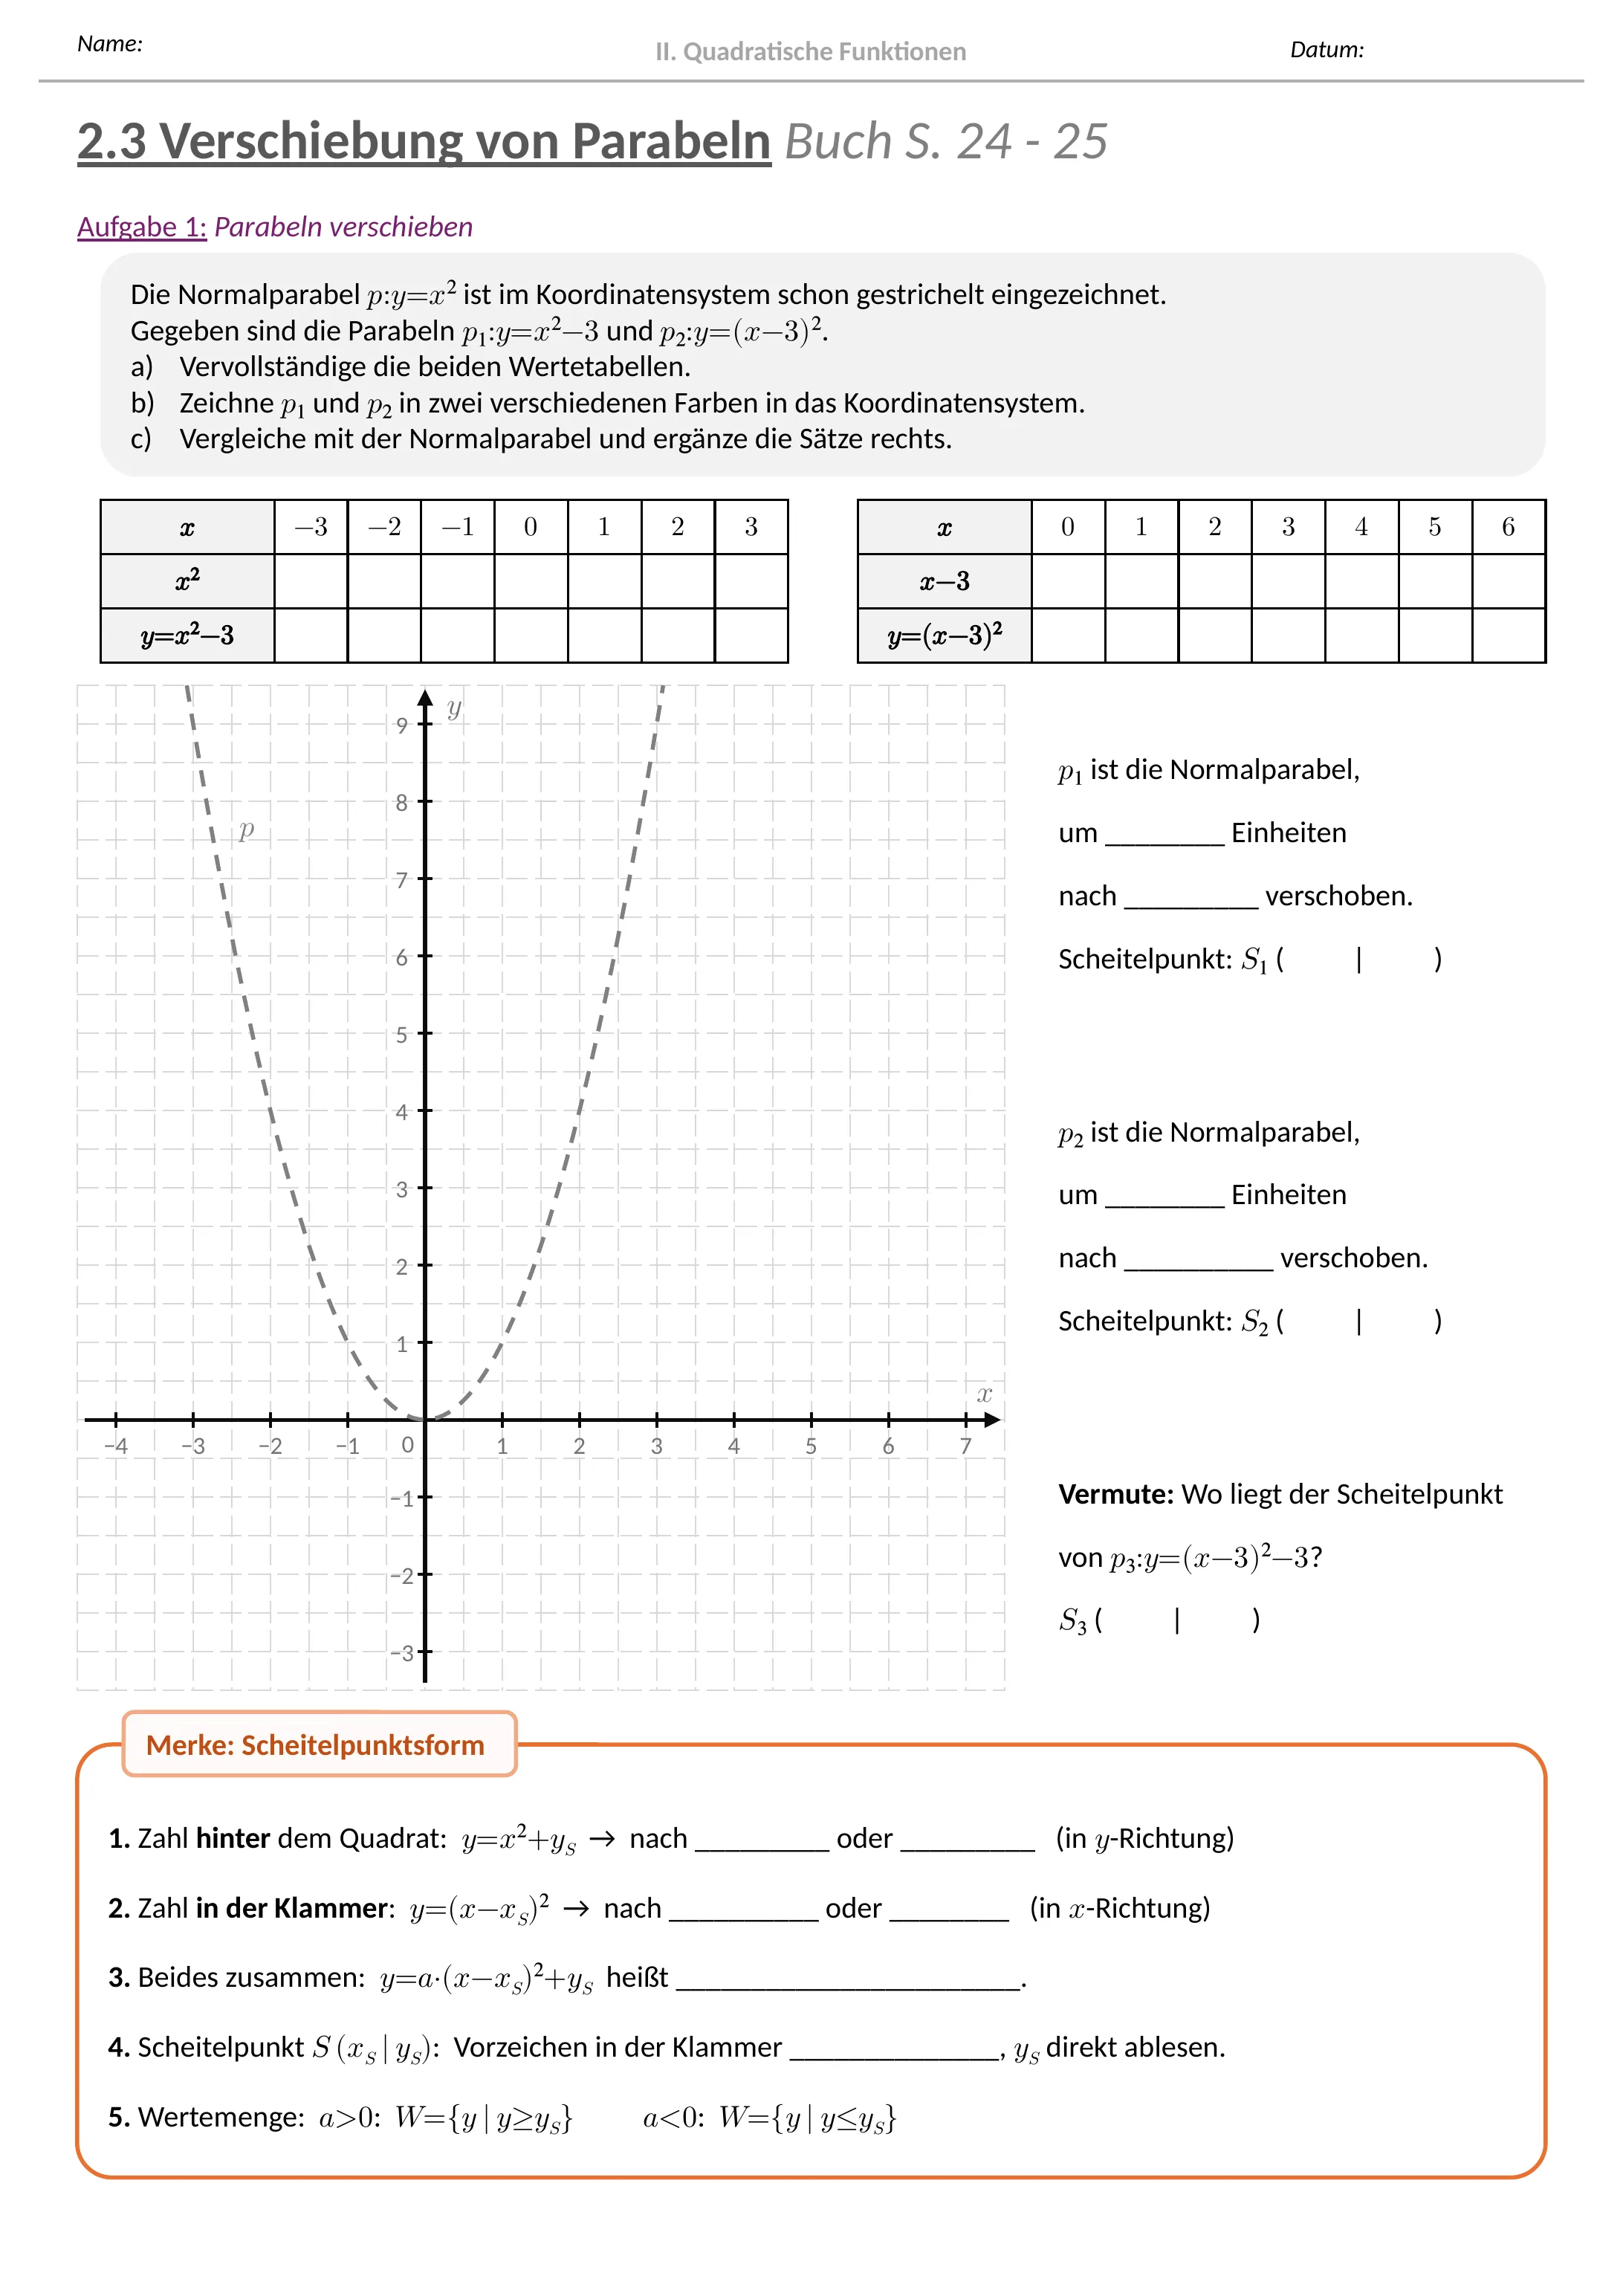 Name:
II. Quadratische Funktionen
Datum:
2.3 Verschiebung von Parabeln Buch S. 24 - 25
Aufgabe 1: Parabeln verschieben
Die Normalparabel p:y=x² ist im Koordinatensystem schon gestrichelt eingezeichnet.
Gegeben sind die Parabeln p₁:y=x²−3 und p₂:y=(x−3)².
a) Vervollständige die beiden Wertetabellen.
b) Zeichne p₁ und p₂ in zwei verschiedenen Farben in das Koordinatensystem.
c) Vergleiche mit der Normalparabel und ergänze die Sätze rechts.
x −3 −2 −1 0 1 2 3
x²
y=x²−3
x 0 1 2 3 4 5 6
x−3
y=(x−3)²
y
9
8
p
7
6
5
4
3
2
1
x
−4 −3 −2 −1 0 1 2 3 4 5 6 7
−1
−2
−3
p₁ ist die Normalparabel,
um ________ Einheiten
nach _________ verschoben.
Scheitelpunkt: S₁ ( | )
p₂ ist die Normalparabel,
um ________ Einheiten
nach __________ verschoben.
Scheitelpunkt: S₂ ( | )
Vermute: Wo liegt der Scheitelpunkt
von p₃:y=(x−3)²−3?
S₃ ( | )
Merke: Scheitelpunktsform
1. Zahl hinter dem Quadrat: y=x²+y_S → nach _________ oder _________ (in y-Richtung)
2. Zahl in der Klammer: y=(x−x_S)² → nach __________ oder ________ (in x-Richtung)
3. Beides zusammen: y=a·(x−x_S)²+y_S heißt _______________________.
4. Scheitelpunkt S (x_S | y_S): Vorzeichen in der Klammer ______________, y_S direkt ablesen.
5. Wertemenge: a>0: W={y | y≥y_S} a<0: W={y | y≤y_S}